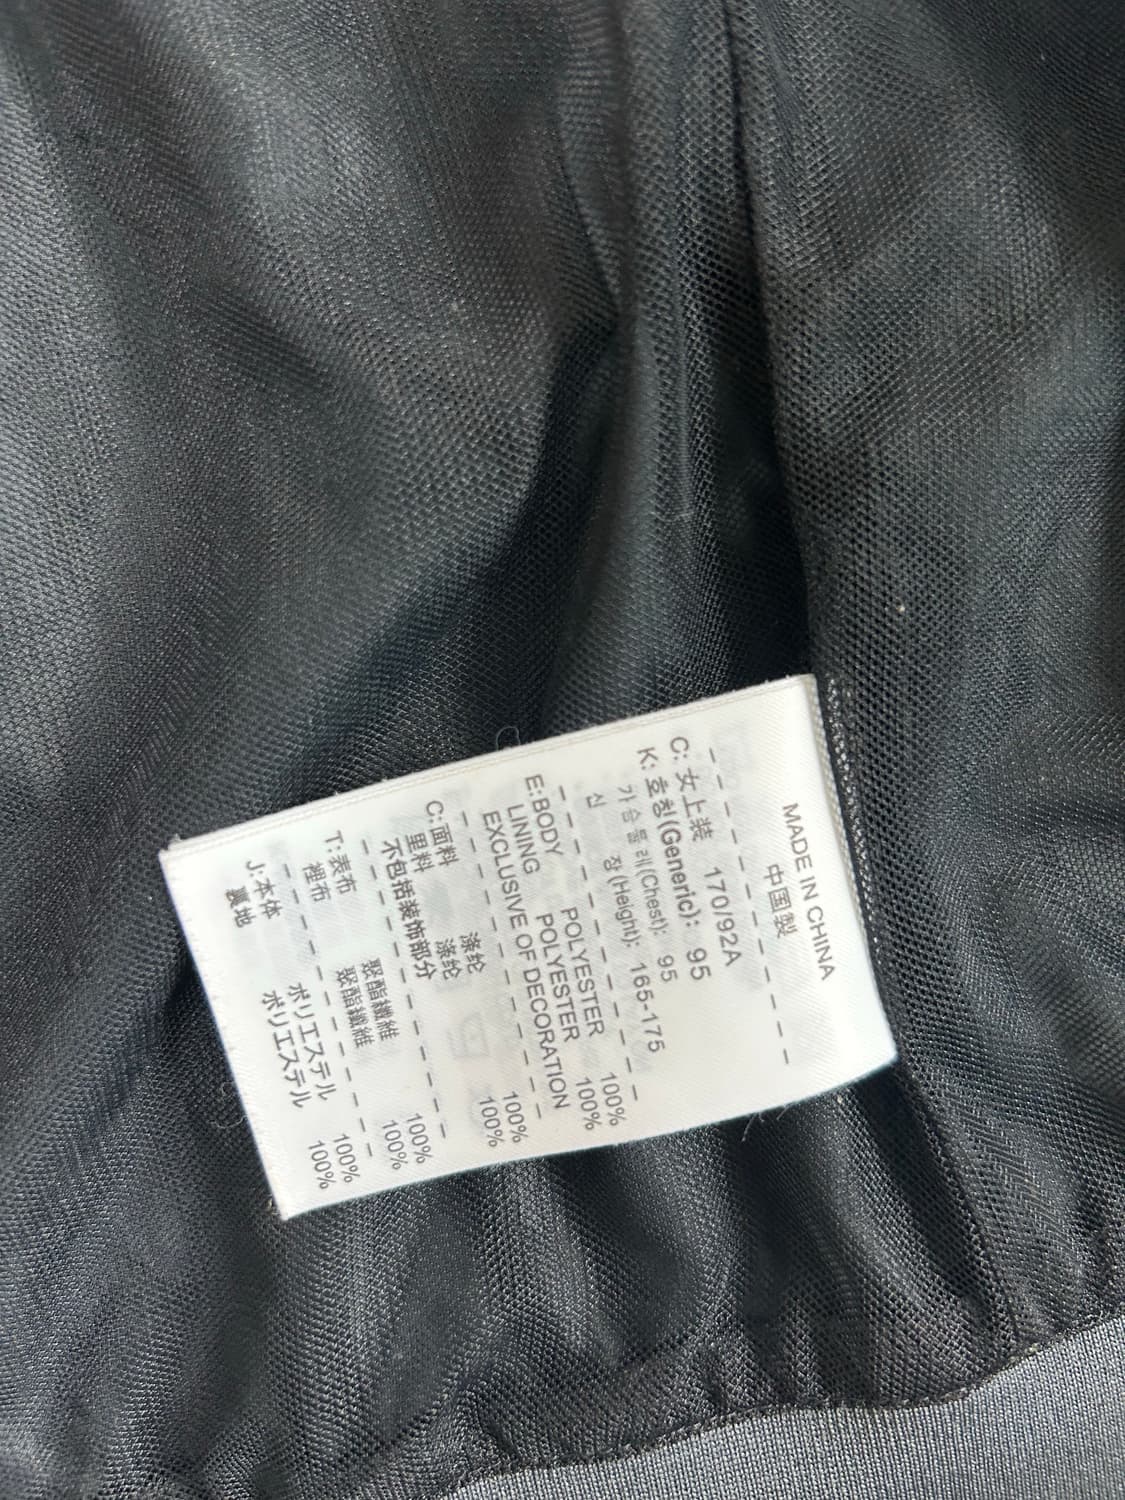 MADE IN CHINA
中国製
C: 女上装 170/92A
K: 호칭(Generic): 95
가슴둘레(Chest): 95
신 장(Height): 165-175
E:BODY POLYESTER 100%
LINING POLYESTER 100%
EXCLUSIVE OF DECORATION
C:面料 涤纶 100%
里料 涤纶 100%
不包括装饰部分
T:表布 聚酯纖維 100%
裡布 聚酯纖維 100%
J:本体 ポリエステル 100%
裏地 ポリエステル 100%